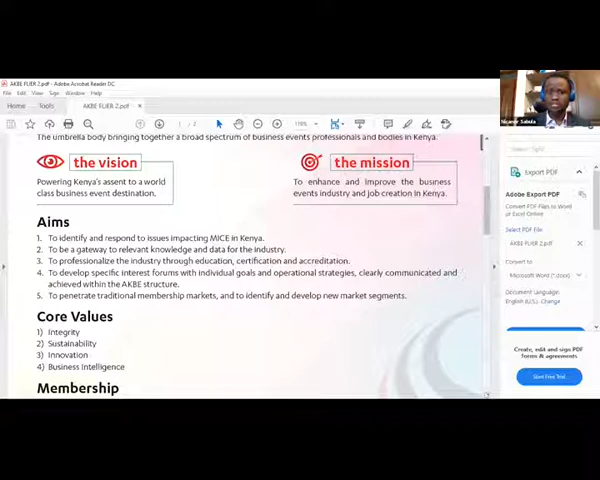 AKBE FLIER 2.pdf - Adobe Acrobat Reader DC
File Edit View Sign Window Help
Home Tools AKBE FLIER 2.pdf ×
119%
Nicanor Sabula
The umbrella body bringing together a broad spectrum of business events professionals and bodies in Kenya.
the vision
Powering Kenya's assent to a world
class business event destination.
the mission
To enhance and improve the business
events industry and job creation in Kenya.
Aims
1. To identify and respond to issues impacting MICE in Kenya.
2. To be a gateway to relevant knowledge and data for the industry.
3. To professionalize the industry through education, certification and accreditation.
4. To develop specific interest forums with individual goals and operational strategies, clearly communicated and
achieved within the AKBE structure.
5. To penetrate traditional membership markets, and to identify and develop new market segments.
Core Values
1) Integrity
2) Sustainability
3) Innovation
4) Business Intelligence
Membership
Export PDF
Adobe Export PDF
Convert PDF Files to Word
or Excel Online
Select PDF File
AKBE FLIER 2.pdf ×
Convert to
Microsoft Word (*.docx)
Document Language:
English (U.S.) Change
Create, edit and sign PDF
forms & agreements
Start Free Trial